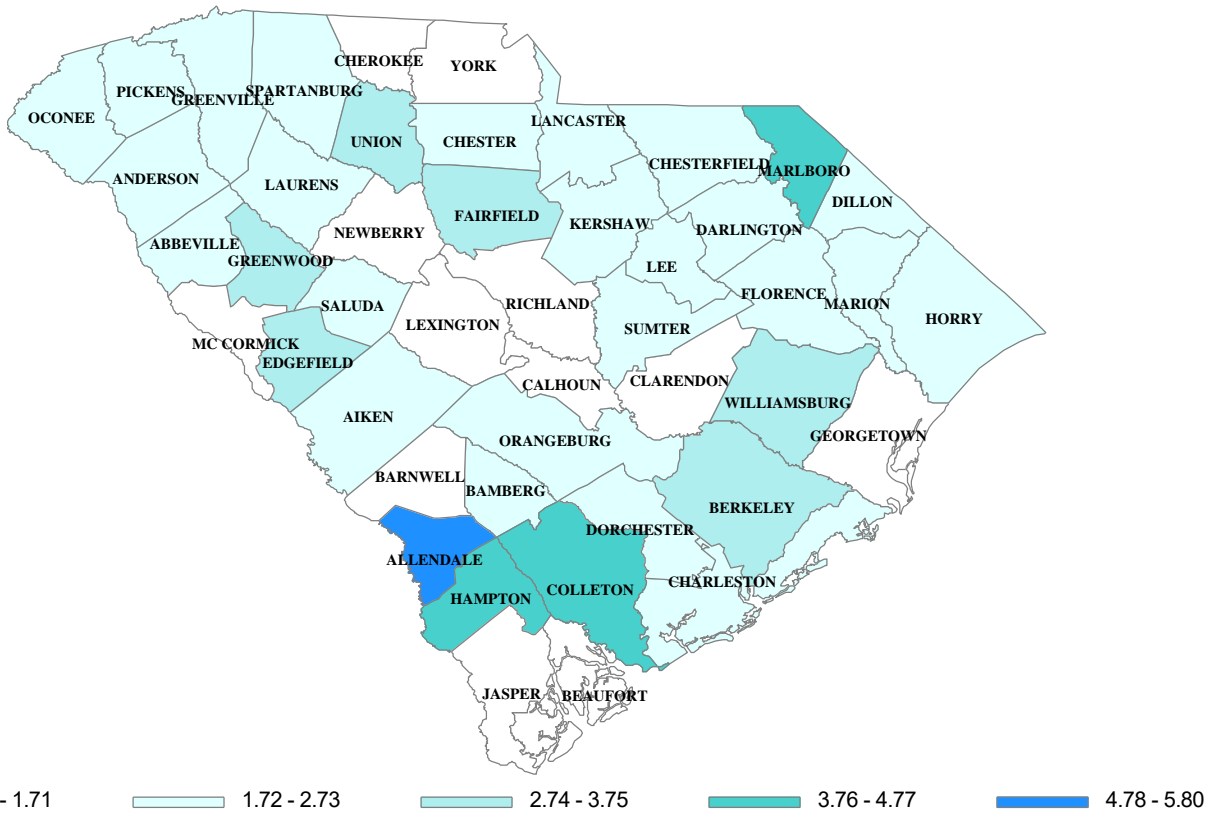 CHEROKEE
YORK
PICKENS
GREENVILLE
SPARTANBURG
OCONEE
UNION
CHESTER
LANCASTER
CHESTERFIELD
MARLBORO
ANDERSON
LAURENS
DILLON
FAIRFIELD
KERSHAW
DARLINGTON
NEWBERRY
ABBEVILLE
GREENWOOD
LEE
SALUDA
RICHLAND
FLORENCE
MARION
LEXINGTON
SUMTER
HORRY
MC CORMICK
EDGEFIELD
CALHOUN
CLARENDON
WILLIAMSBURG
AIKEN
ORANGEBURG
GEORGETOWN
BARNWELL
BAMBERG
BERKELEY
DORCHESTER
ALLENDALE
HAMPTON
COLLETON
CHARLESTON
JASPER
BEAUFORT
- 1.71 1.72 - 2.73 2.74 - 3.75 3.76 - 4.77 4.78 - 5.80